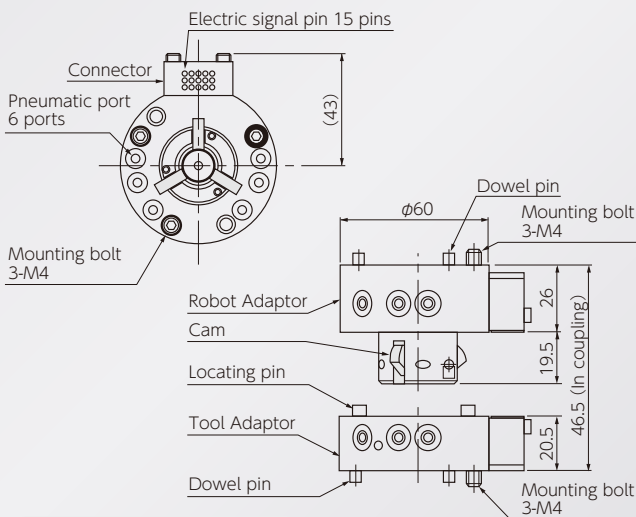 Electric signal pin 15 pins
Connector
Pneumatic port
6 ports
(43)
Mounting bolt
3-M4
Dowel pin
Mounting bolt
3-M4
ϕ60
Robot Adaptor
Cam
Locating pin
Tool Adaptor
Dowel pin
26
19.5
46.5 (In coupling)
20.5
Mounting bolt
3-M4